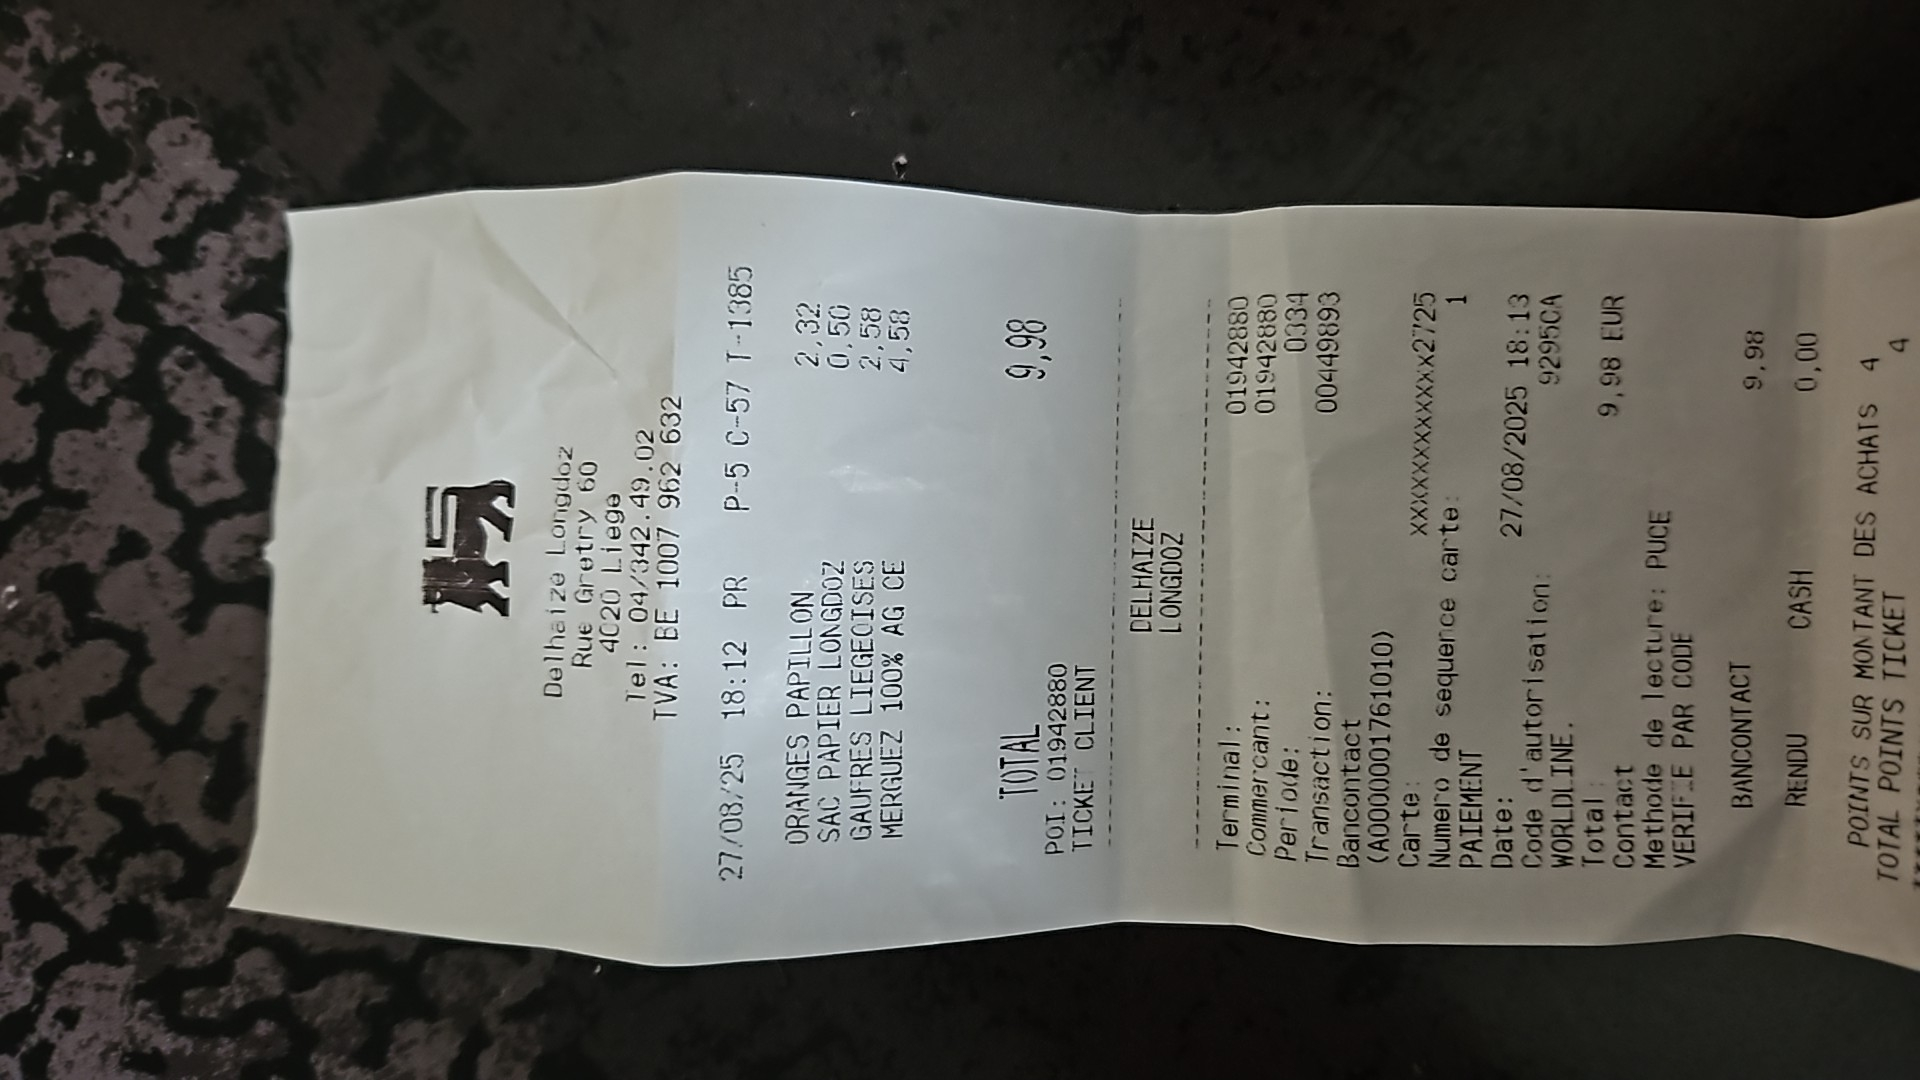 Delhaize Longdoz
Rue Gretry 60
4020 Liege
Tel: 04/342.49.02
TVA: BE 1007 962 632
27/08/25 18:12 PR P-5 C-57 T-1385
ORANGES PAPILLON 2,32
SAC PAPIER LONGDOZ 0,50
GAUFRES LIEGEOISES 2,58
MERGUEZ 100% AG CE 4,58
TOTAL 9,98
POI: 01942880
TICKET CLIENT
DELHAIZE
LONGDOZ
Terminal: 01942880
Commercant: 01942880
Periode: 0334
Transaction: 00449893
Bancontact
(A0000001761010)
Carte: xxxxxxxxxxxxx2725
Numero de sequence carte: 1
PAIEMENT
Date: 27/08/2025 18:13
Code d'autorisation: 9295CA
WORLDLINE.
Total: 9,98 EUR
Contact
Methode de lecture: PUCE
VERIFIE PAR CODE
BANCONTACT 9,98
RENDU CASH 0,00
POINTS SUR MONTANT DES ACHATS 4
TOTAL POINTS TICKET 4